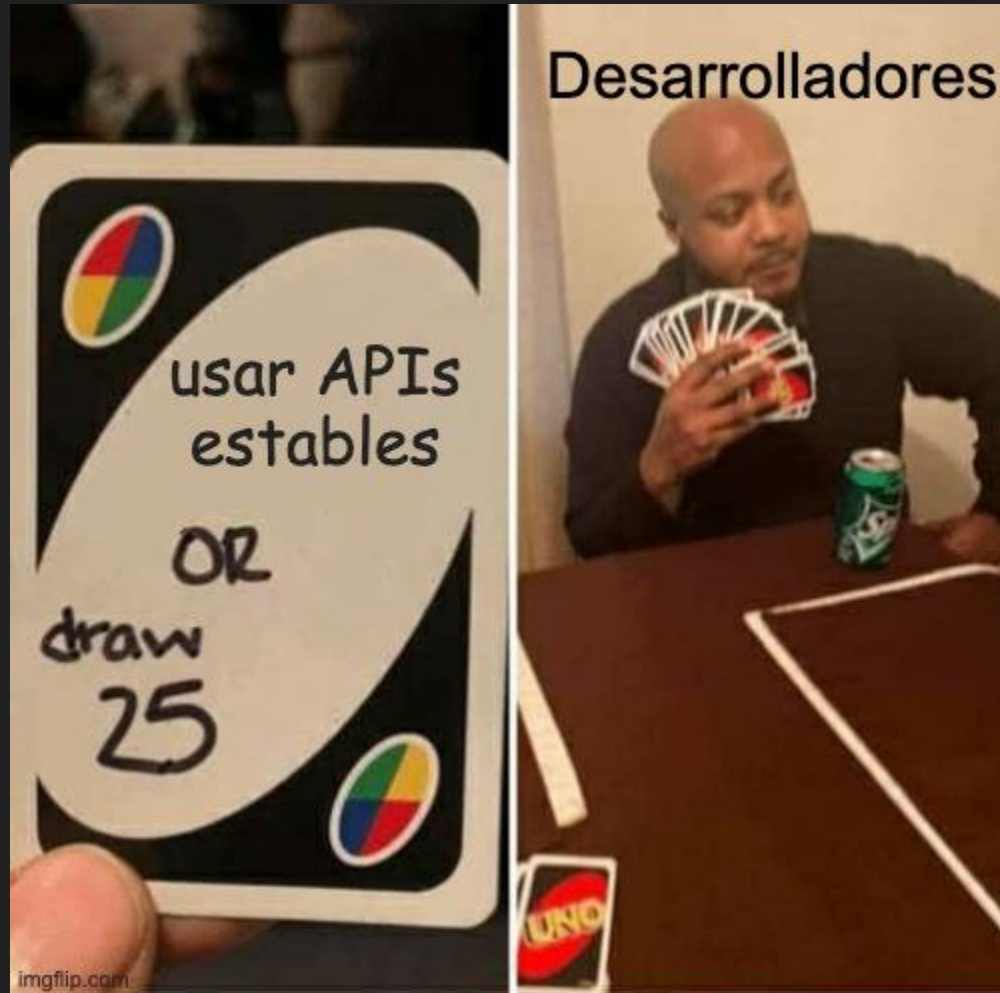 usar APIs
estables
OR
draw
25
Desarrolladores
UNO
imgflip.com